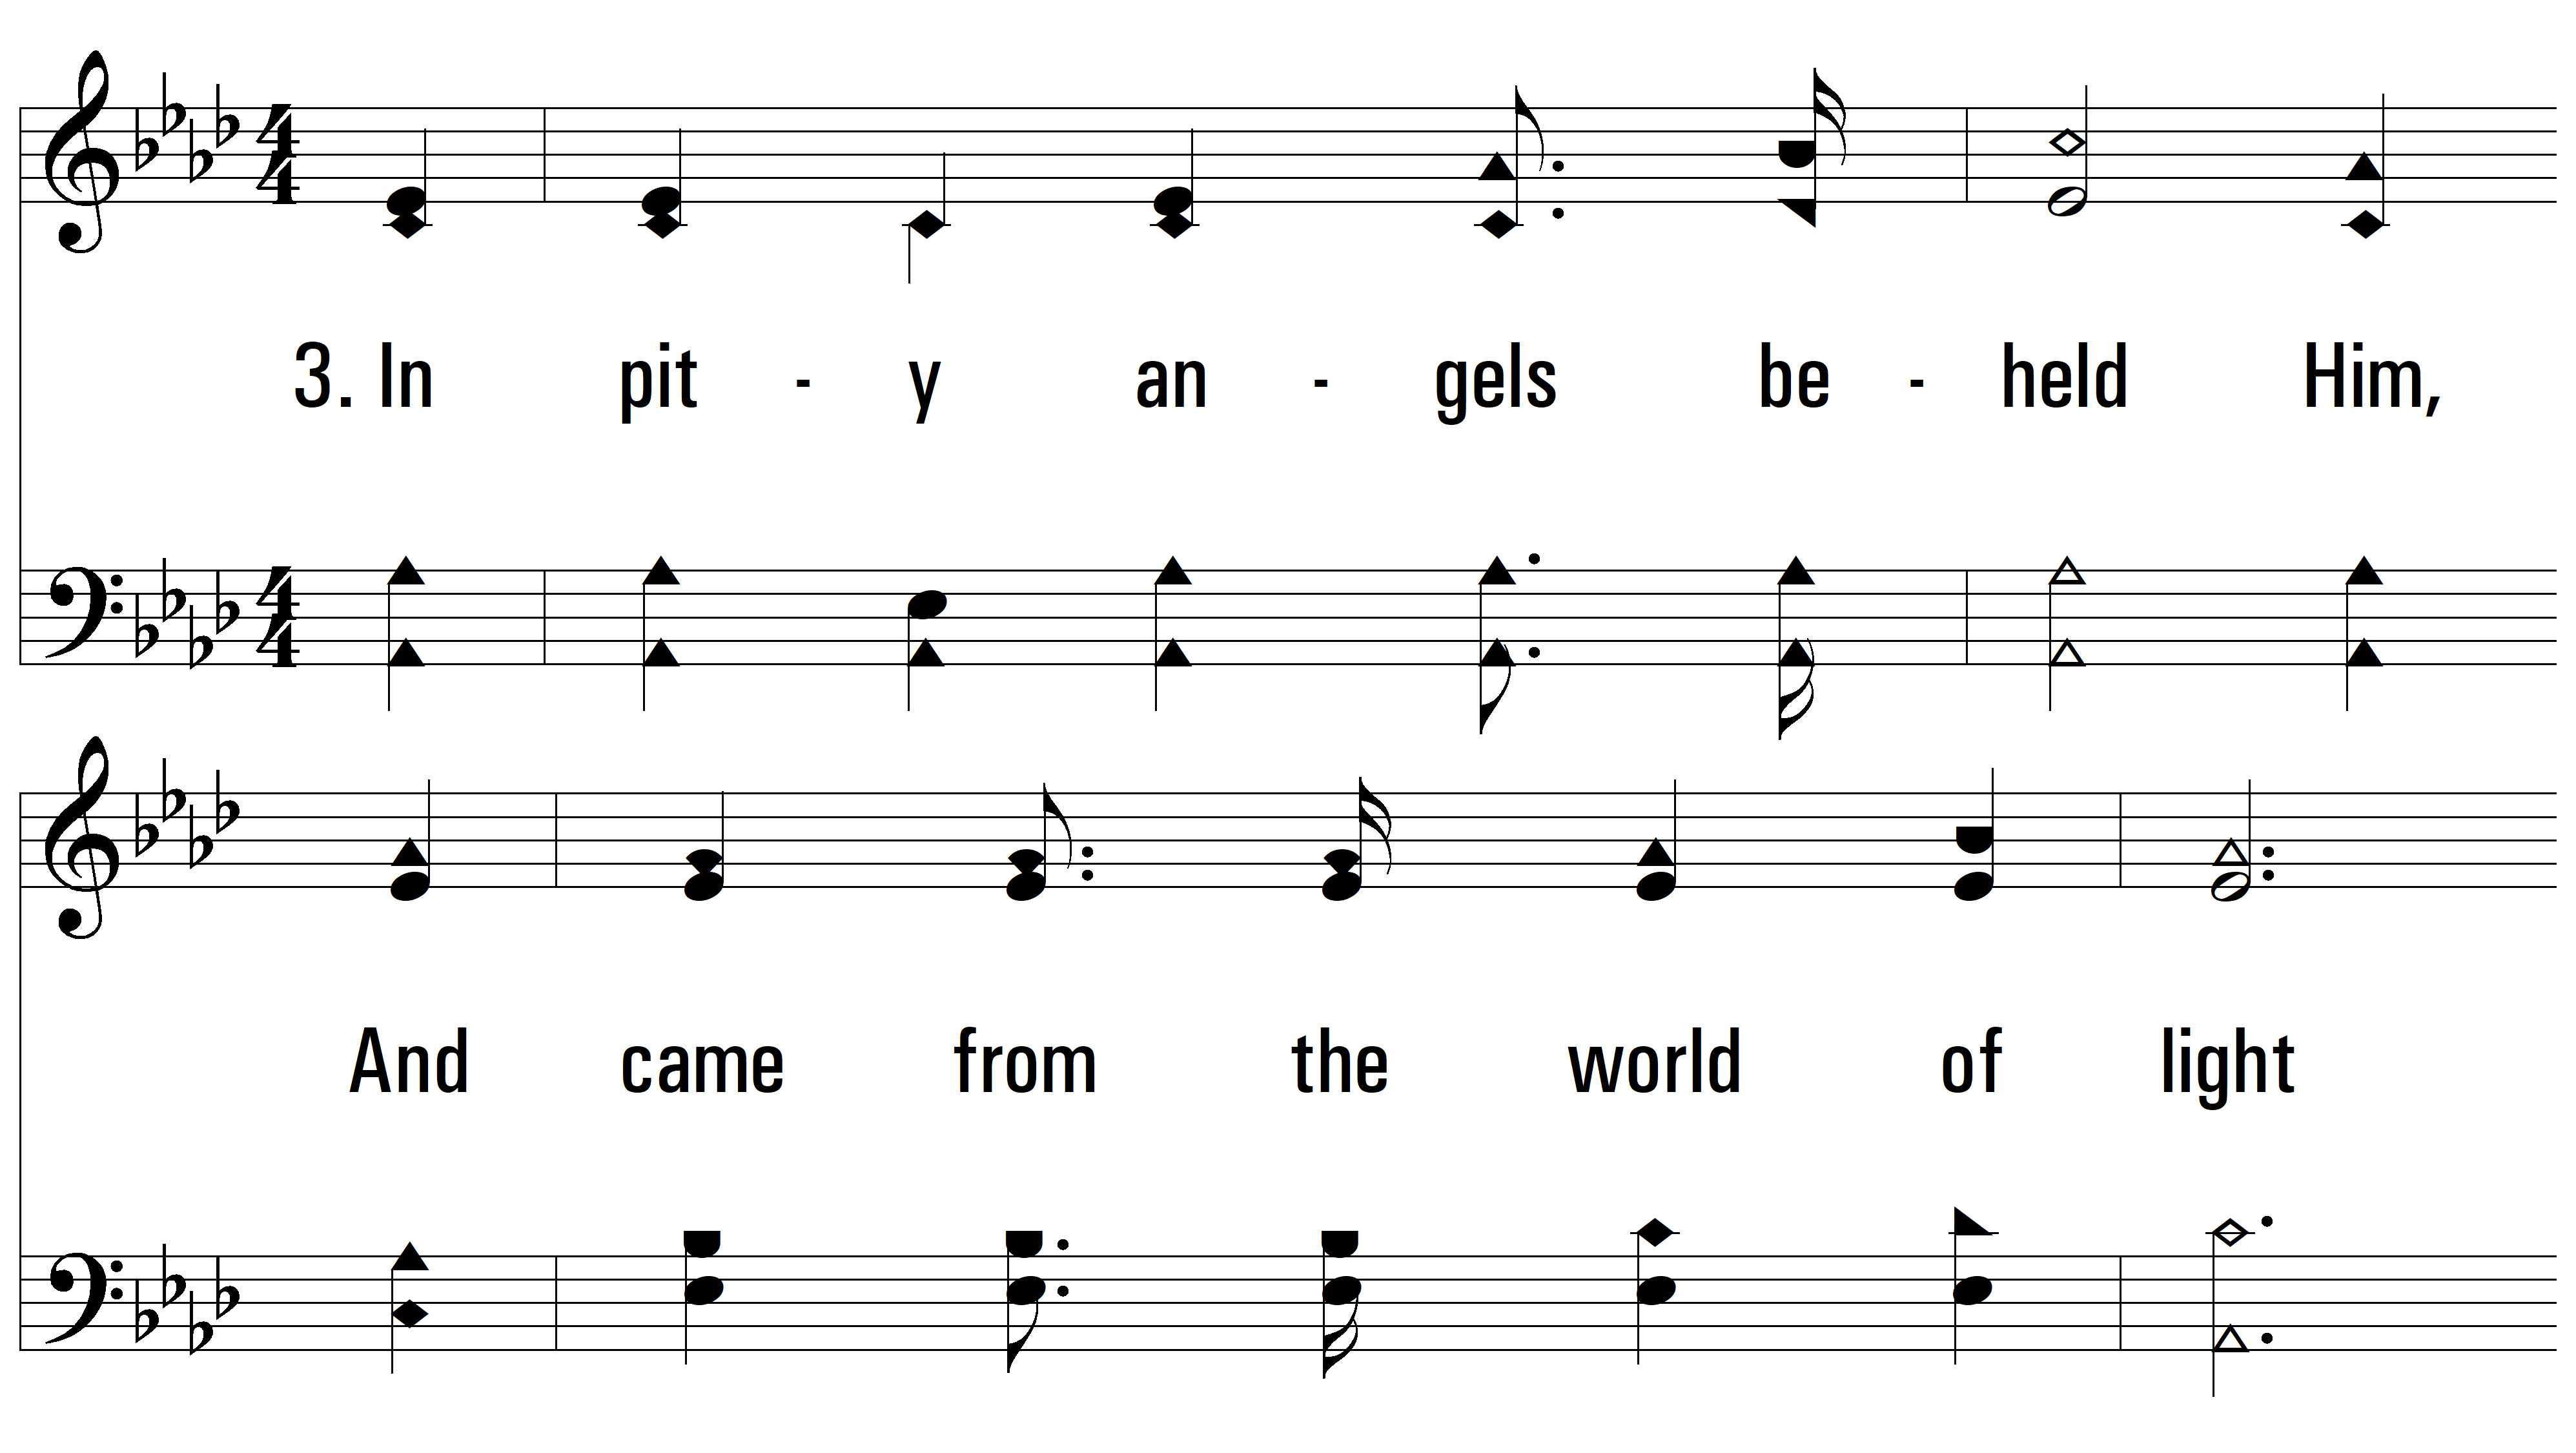 3. In pit - y an - gels be - held Him,
And came from the world of light